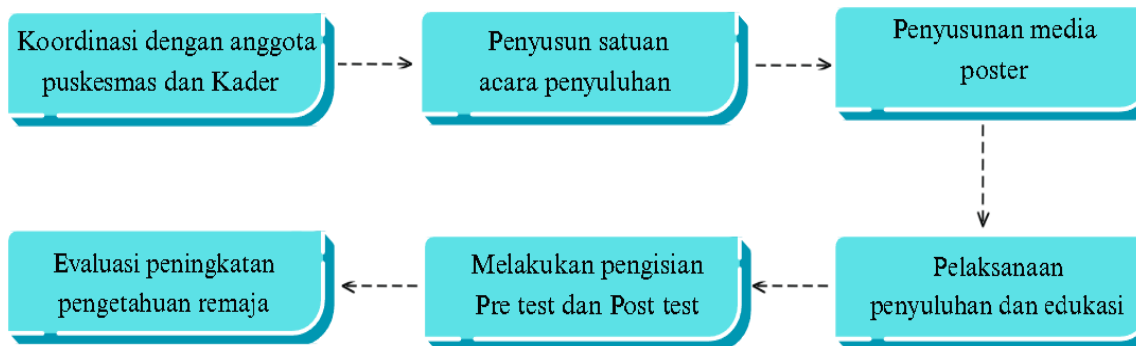 Koordinasi dengan anggota
puskesmas dan Kader
Penyusun satuan
acara penyuluhan
Penyusunan media
poster
Pelaksanaan
penyuluhan dan edukasi
Melakukan pengisian
Pre test dan Post test
Evaluasi peningkatan
pengetahuan remaja